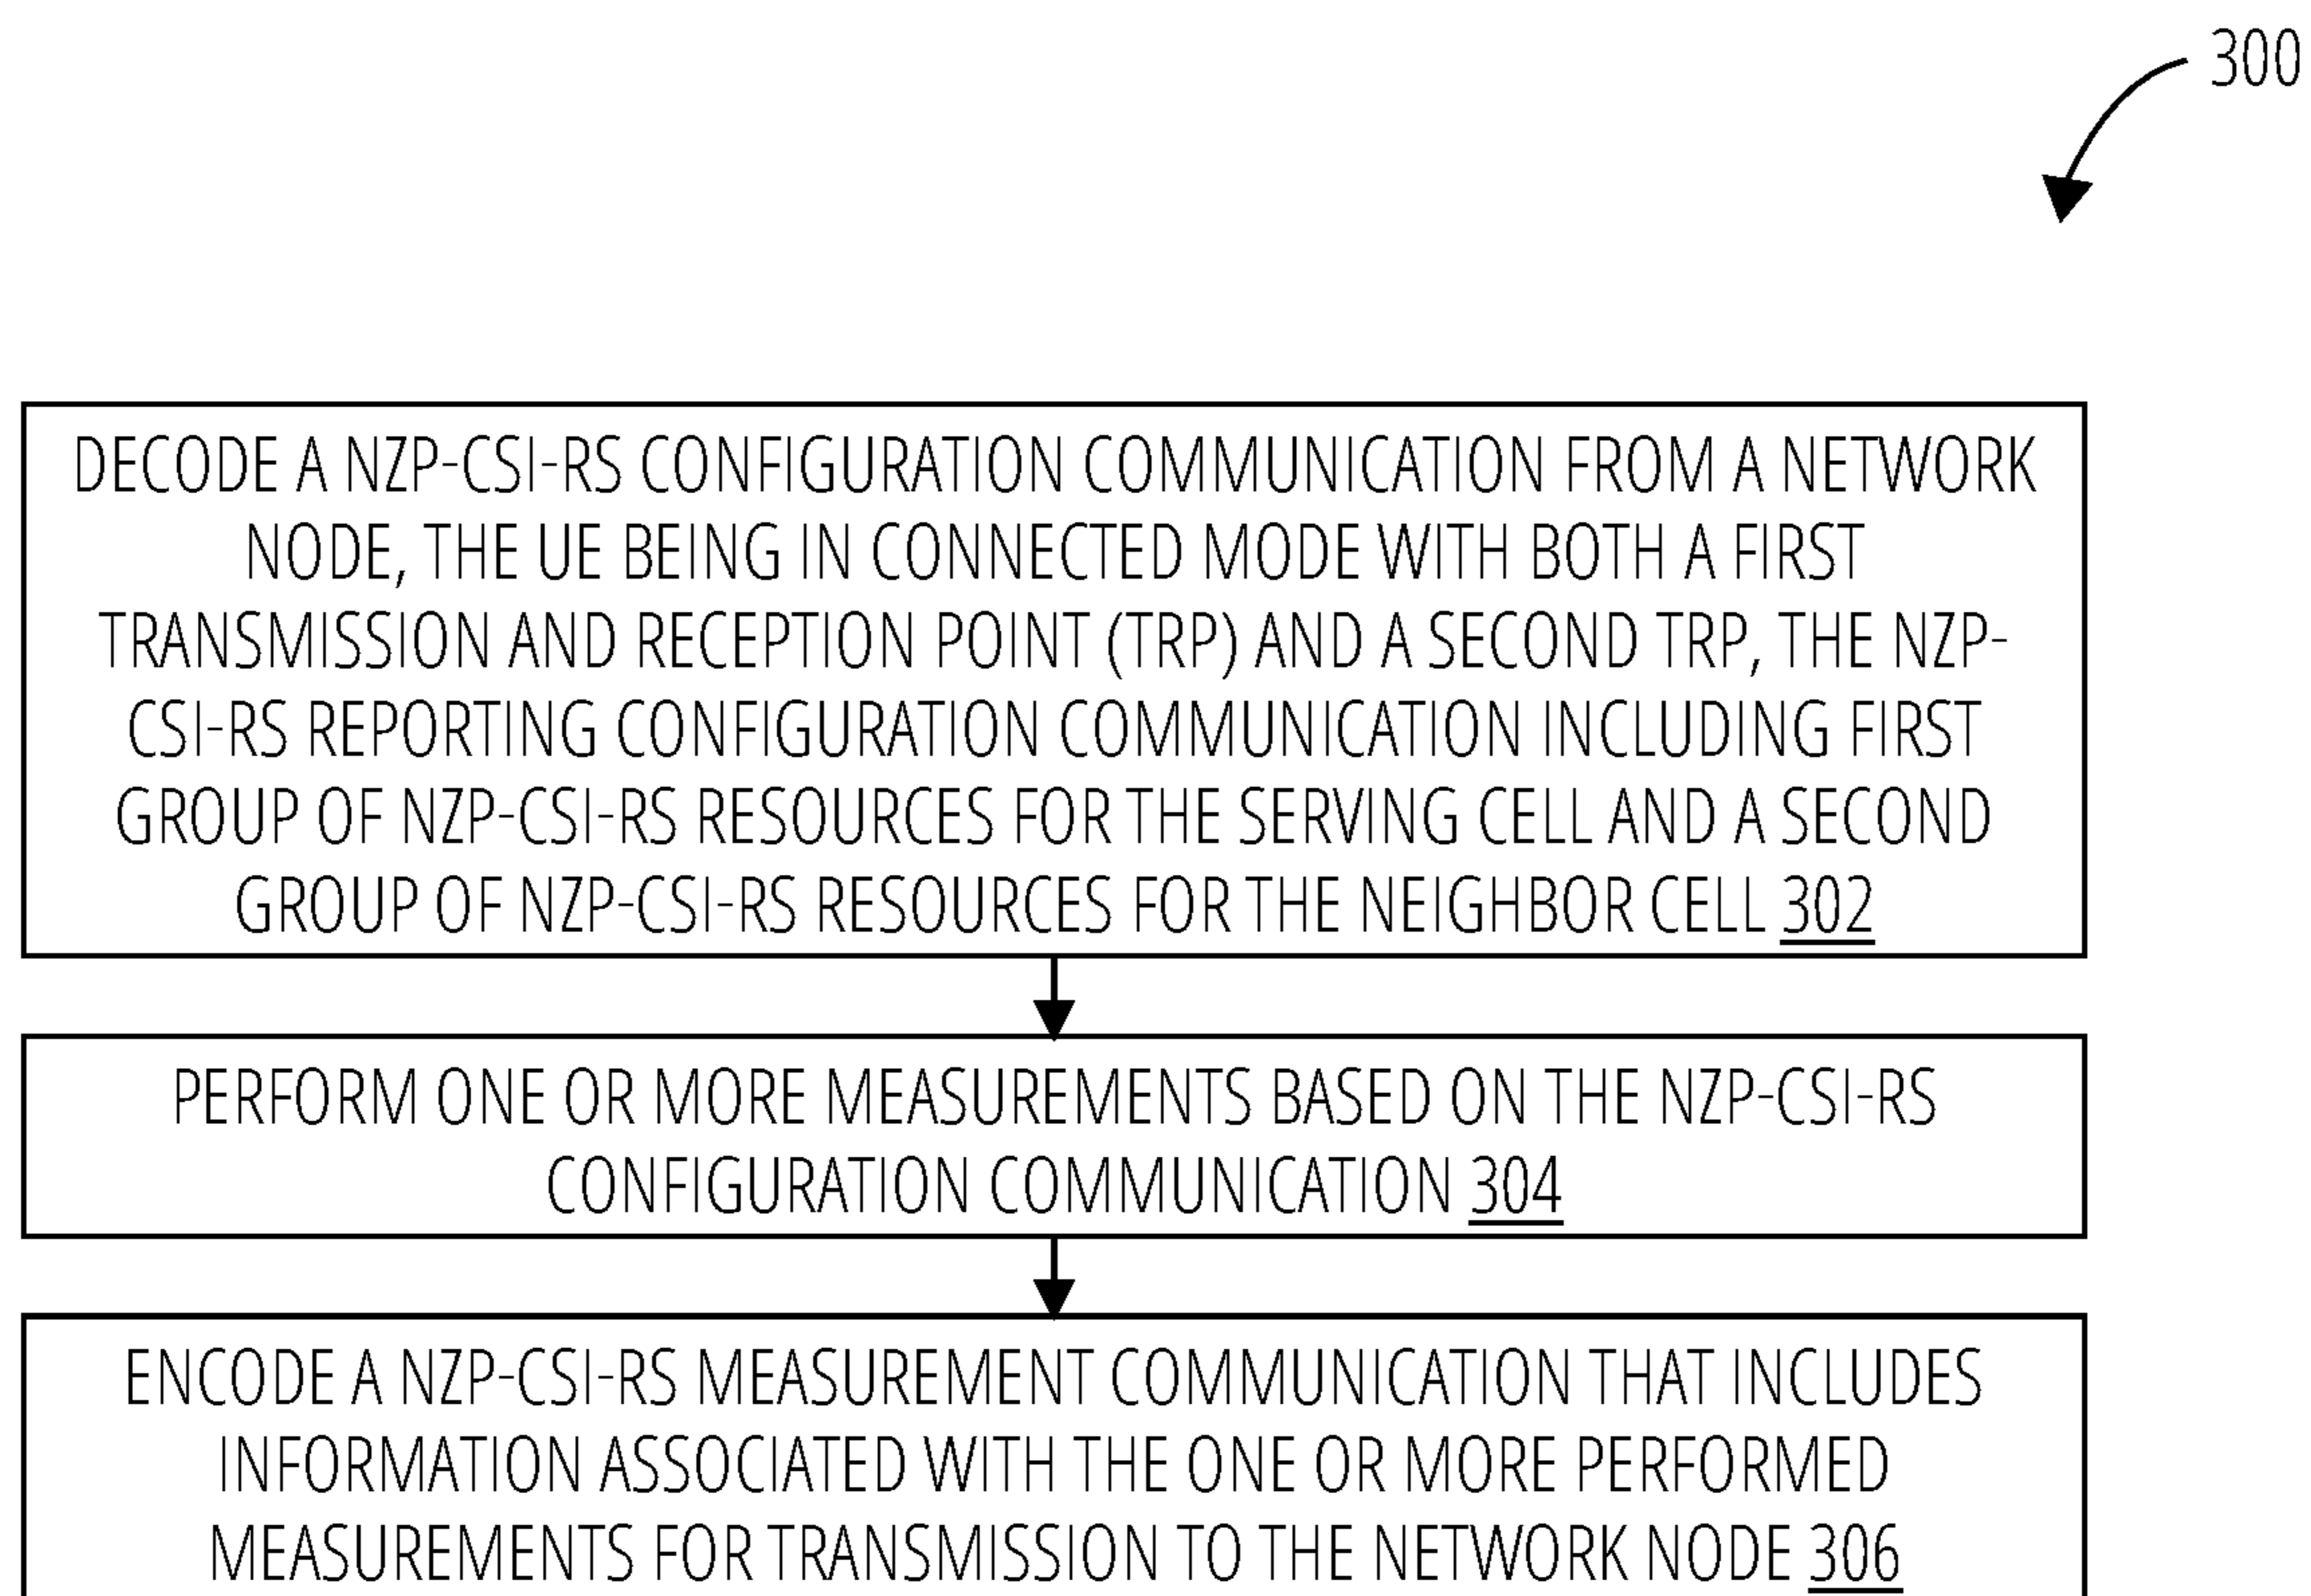 300
DECODE A NZP-CSI-RS CONFIGURATION COMMUNICATION FROM A NETWORK
NODE, THE UE BEING IN CONNECTED MODE WITH BOTH A FIRST
TRANSMISSION AND RECEPTION POINT (TRP) AND A SECOND TRP, THE NZP-
CSI-RS REPORTING CONFIGURATION COMMUNICATION INCLUDING FIRST
GROUP OF NZP-CSI-RS RESOURCES FOR THE SERVING CELL AND A SECOND
GROUP OF NZP-CSI-RS RESOURCES FOR THE NEIGHBOR CELL 302
PERFORM ONE OR MORE MEASUREMENTS BASED ON THE NZP-CSI-RS
CONFIGURATION COMMUNICATION 304
ENCODE A NZP-CSI-RS MEASUREMENT COMMUNICATION THAT INCLUDES
INFORMATION ASSOCIATED WITH THE ONE OR MORE PERFORMED
MEASUREMENTS FOR TRANSMISSION TO THE NETWORK NODE 306